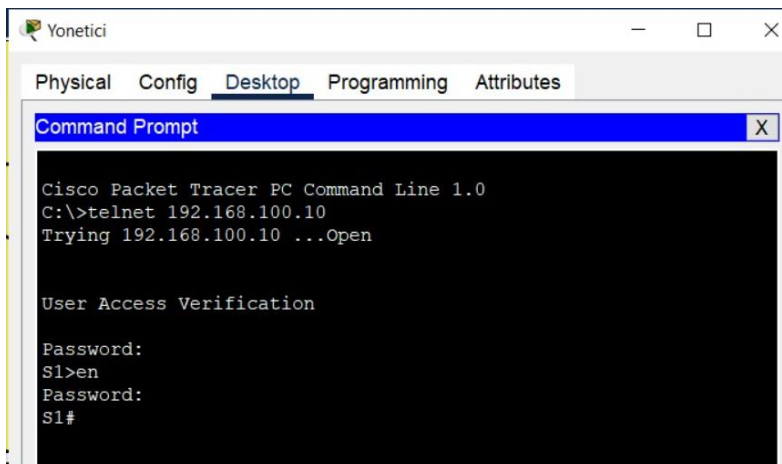 Yonetici
Physical Config Desktop Programming Attributes
Command Prompt
X
Cisco Packet Tracer PC Command Line 1.0
C:\>telnet 192.168.100.10
Trying 192.168.100.10 ...Open
User Access Verification
Password:
S1>en
Password:
S1#